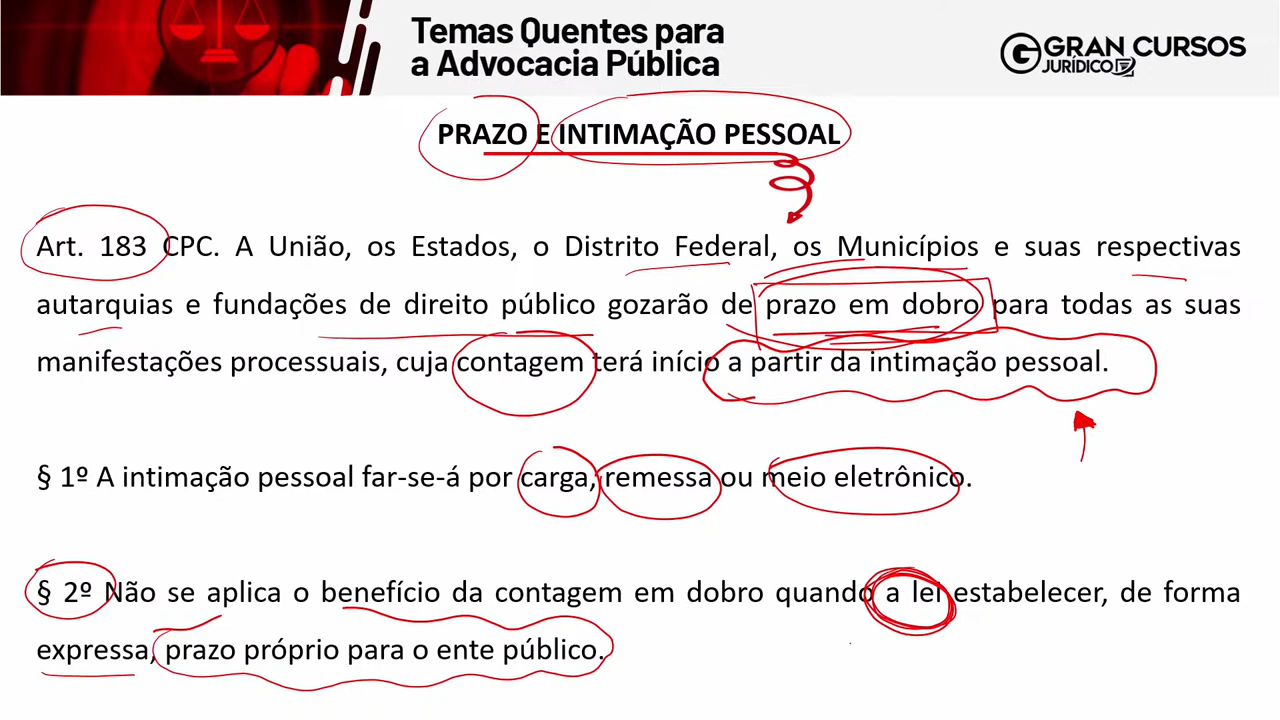 Temas Quentes para
a Advocacia Pública
GRAN CURSOS
JURÍDICO
PRAZO E INTIMAÇÃO PESSOAL
Art. 183 CPC. A União, os Estados, o Distrito Federal, os Municípios e suas respectivas
autarquias e fundações de direito público gozarão de prazo em dobro para todas as suas
manifestações processuais, cuja contagem terá início a partir da intimação pessoal.
§ 1º A intimação pessoal far-se-á por carga, remessa ou meio eletrônico.
§ 2º Não se aplica o benefício da contagem em dobro quando a lei estabelecer, de forma
expressa, prazo próprio para o ente público.